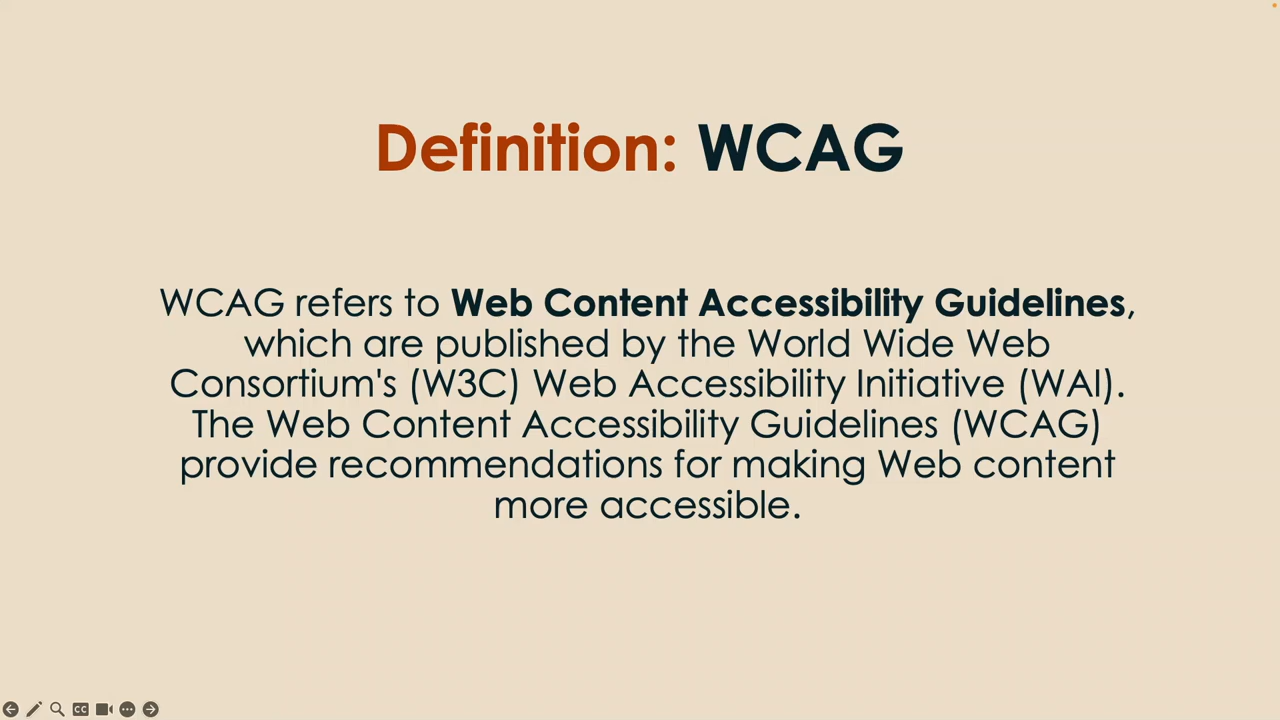 Definition: WCAG
WCAG refers to Web Content Accessibility Guidelines,
which are published by the World Wide Web
Consortium's (W3C) Web Accessibility Initiative (WAI).
The Web Content Accessibility Guidelines (WCAG)
provide recommendations for making Web content
more accessible.
CC